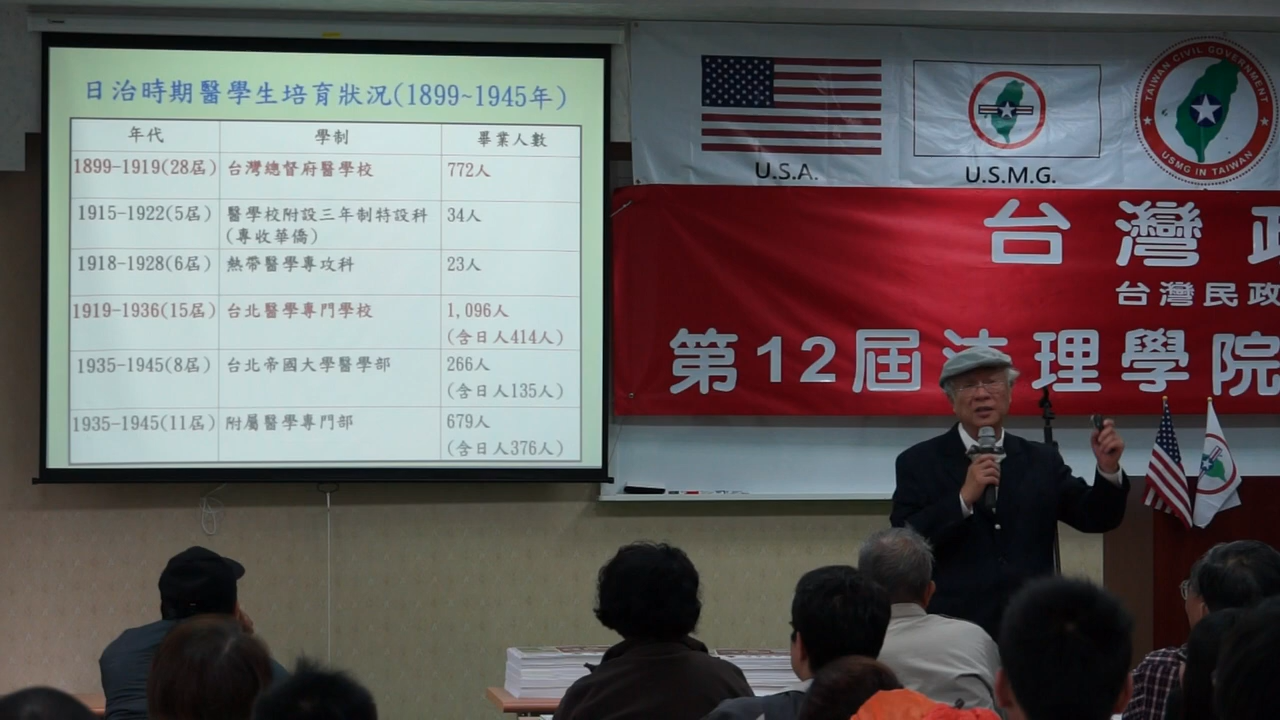 日治時期醫學生培育狀況(1899~1945年)
年代 學制 畢業人數
1899-1919(28屆) 台灣總督府醫學校 772人
1915-1922(5屆) 醫學校附設三年制特設科 34人
(專收華僑)
1918-1928(6屆) 熱帶醫學專攻科 23人
1919-1936(15屆) 台北醫學專門學校 1,096人
(含日人414人)
1935-1945(8屆) 台北帝國大學醫學部 266人
(含日人135人)
1935-1945(11屆) 附屬醫學專門部 679人
(含日人376人)
U.S.A.
U.S.M.G.
TAIWAN CIVIL GOVERNMENT
USMG IN TAIWAN
台灣政
台灣民政
第12屆法理學院